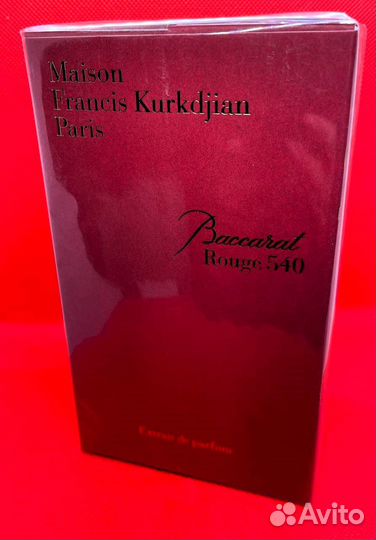 Maison
Francis Kurkdjian
Paris
Baccarat
Rouge 540
Extrait de parfum
Avito